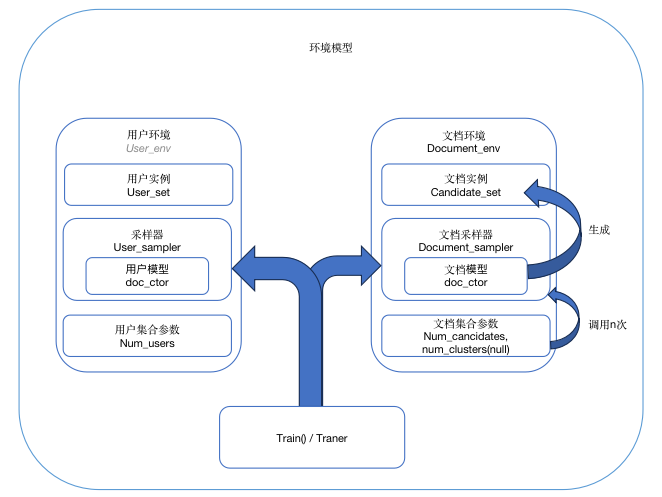 环境模型
用户环境
User_env
用户实例
User_set
采样器
User_sampler
用户模型
doc_ctor
用户集合参数
Num_users
文档环境
Document_env
文档实例
Candidate_set
文档采样器
Document_sampler
文档模型
doc_ctor
文档集合参数
Num_cancidates,
num_clusters(null)
生成
调用n次
Train() / Traner